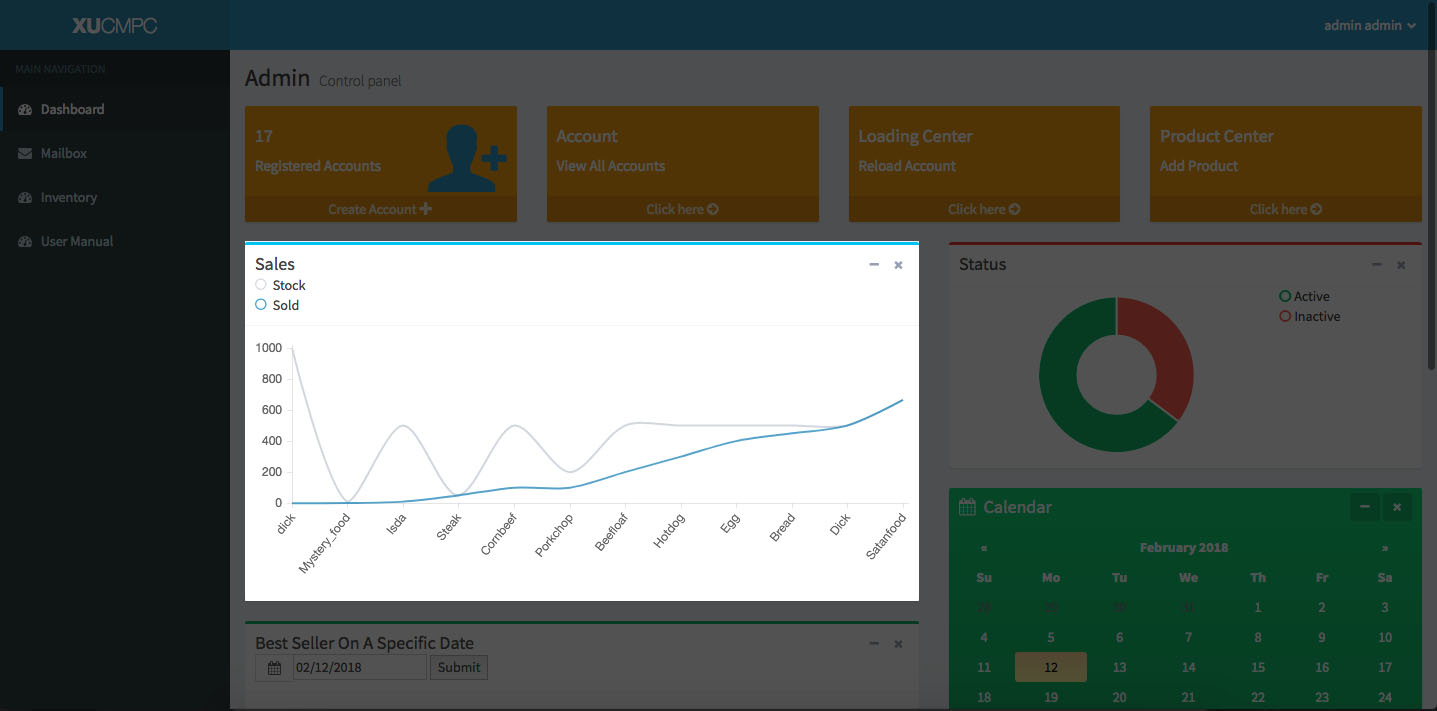 XUCMPC
admin admin
MAIN NAVIGATION
Dashboard
Mailbox
Inventory
User Manual
Admin Control panel
17
Registered Accounts
Create Account
Account
View All Accounts
Click here
Loading Center
Reload Account
Click here
Product Center
Add Product
Click here
Sales
Stock
Sold
1000
800
600
400
200
0
dick
Mystery_food
Isda
Steak
Cornbeef
Porkchop
Beefloaf
Hotdog
Egg
Bread
Dick
Satanfood
Status
Active
Inactive
Calendar
« February 2018 »
Su Mo Tu We Th Fr Sa
28 29 30 31 1 2 3
4 5 6 7 8 9 10
11 12 13 14 15 16 17
18 19 20 21 22 23 24
Best Seller On A Specific Date
02/12/2018 Submit